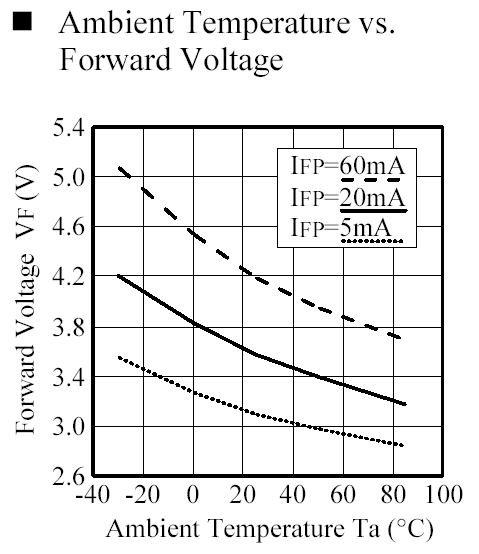 ■ Ambient Temperature vs.
Forward Voltage
IFP=60mA
IFP=20mA
IFP=5mA
Forward Voltage VF (V)
5.4
5.0
4.6
4.2
3.8
3.4
3.0
2.6
-40 -20 0 20 40 60 80 100
Ambient Temperature Ta (°C)